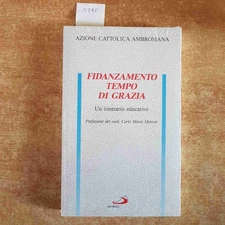 AZIONE CATTOLICA AMBROSIANA
FIDANZAMENTO
TEMPO
DI GRAZIA
Un itinerario educativo
Prefazione del card. Carlo Maria Martini